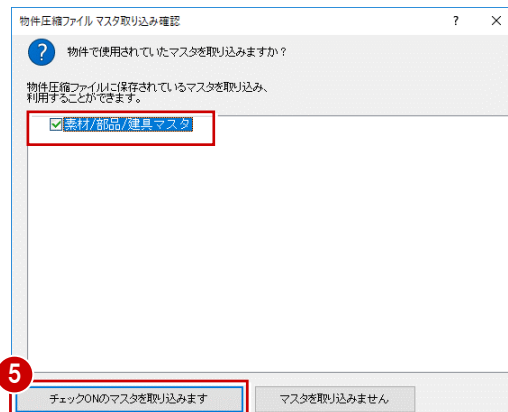 物件圧縮ファイル マスタ取り込み確認 ? ×
? 物件で使用されていたマスタを取り込みますか？
物件圧縮ファイルに保存されているマスタを取り込み、
利用することができます。
素材/部品/建具マスタ
5
チェックONのマスタを取り込みます マスタを取り込みません